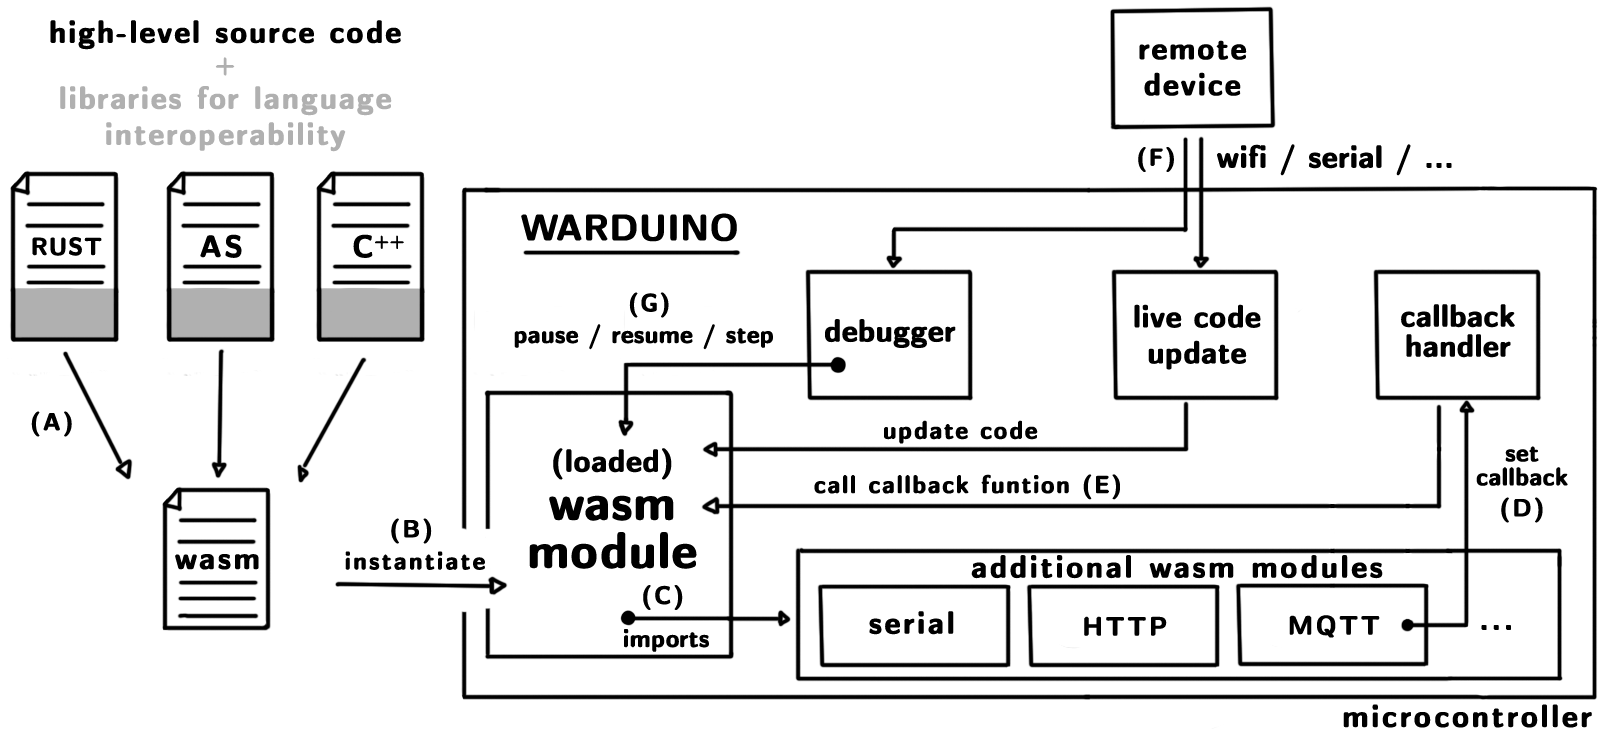 high-level source code
+
libraries for language
interoperability
RUST
AS
C++
(A)
wasm
(B)
instantiate
remote
device
(F)
wifi / serial / ...
WARDUINO
(G)
pause / resume / step
debugger
live code
update
callback
handler
update code
call callback funtion (E)
set
callback
(D)
(loaded)
wasm
module
(C)
imports
additional wasm modules
serial
HTTP
MQTT
...
microcontroller